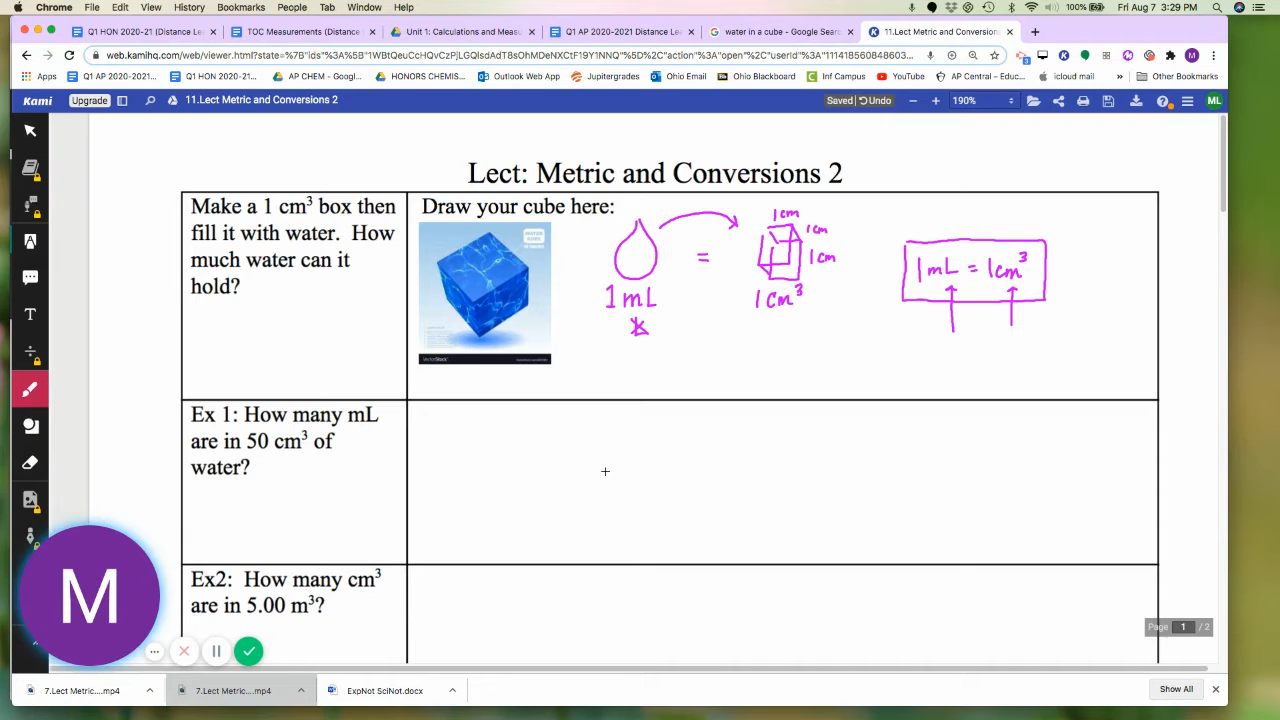 Chrome File Edit View History Bookmarks People Tab Window Help 100% Fri Aug 7 3:29 PM
Q1 HON 2020-21 (Distance Le × TOC Measurements (Distance × Unit 1: Calculations and Measu × Q1 AP 2020-2021 Distance Le × water in a cube - Google Searc × 11.Lect Metric and Conversions ×
Apps Q1 AP 2020-2021... Q1 HON 2020-21... AP CHEM - Googl... HONORS CHEMIS... Outlook Web App Jupitergrades Ohio Email Ohio Blackboard Inf Campus YouTube AP Central – Educ... icloud mail » Other Bookmarks
Kami Upgrade 11.Lect Metric and Conversions 2 Saved Undo 190% ML
Lect: Metric and Conversions 2
Make a 1 cm³ box then
fill it with water. How
much water can it
hold?
Draw your cube here:
WATER
CUBE
VectorStock
1 mL
=
1cm
1cm
1cm
1cm³
1mL = 1cm³
Ex 1: How many mL
are in 50 cm³ of
water?
Ex2: How many cm³
are in 5.00 m³?
M
Page 1 / 2
7.Lect Metric....mp4 7.Lect Metric....mp4 ExpNot SciNot.docx Show All